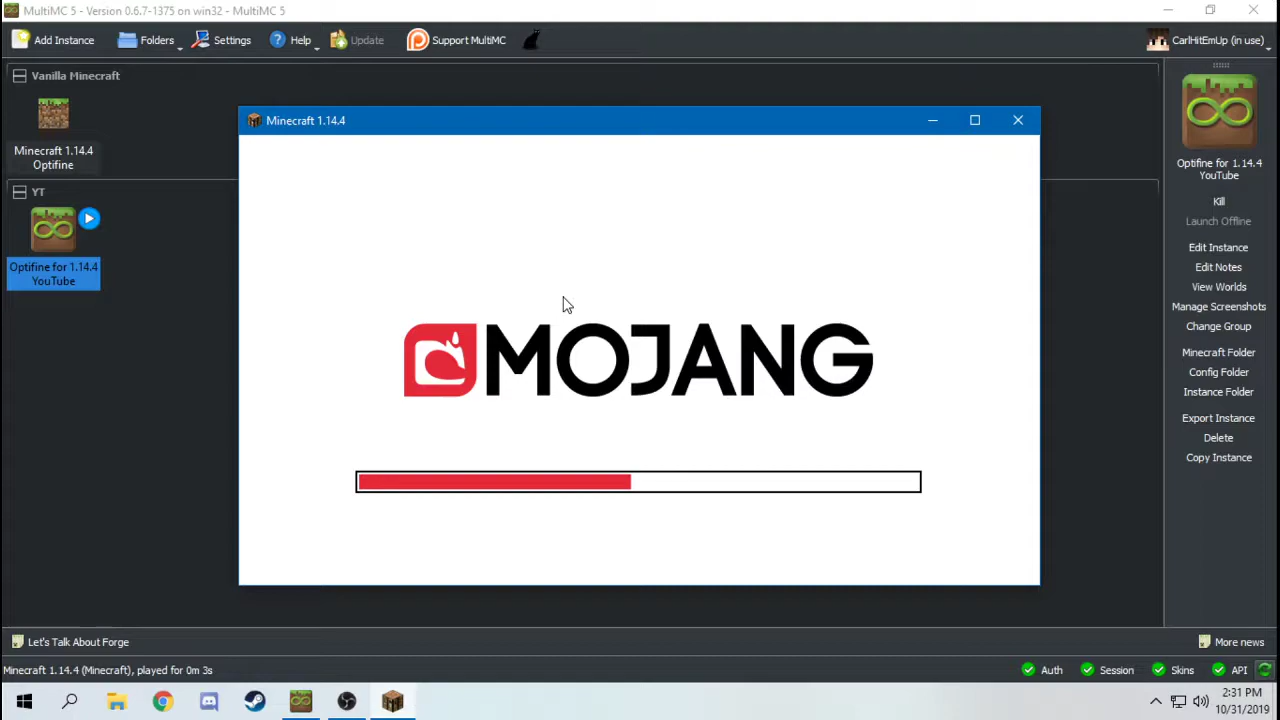 MultiMC 5 - Version 0.6.7-1375 on win32 - MultiMC 5
Add Instance
Folders
Settings
Help
Update
Support MultiMC
CarlHitEmUp (in use)
Vanilla Minecraft
Minecraft 1.14.4
Optifine
YT
Optifine for 1.14.4
YouTube
Minecraft 1.14.4
MOJANG
Optifine for 1.14.4
YouTube
Kill
Launch Offline
Edit Instance
Edit Notes
View Worlds
Manage Screenshots
Change Group
Minecraft Folder
Config Folder
Instance Folder
Export Instance
Delete
Copy Instance
Let's Talk About Forge
More news
Minecraft 1.14.4 (Minecraft), played for 0m 3s
Auth
Session
Skins
API
2:31 PM
10/31/2019